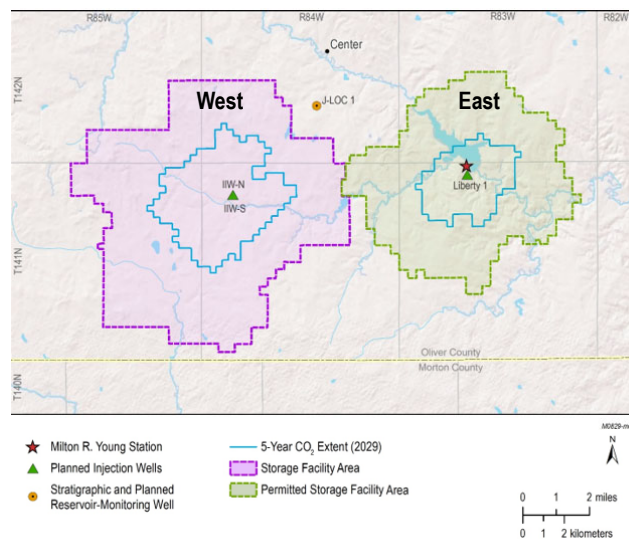 R85W
R84W
R83W
R82W
Center
T142N
J-LOC 1
West
East
IIW-N
IIW-S
Liberty 1
T141N
Oliver County
Morton County
T140N
Milton R. Young Station
Planned Injection Wells
Stratigraphic and Planned
Reservoir-Monitoring Well
5-Year CO2 Extent (2029)
Storage Facility Area
Permitted Storage Facility Area
N
0 1 2 miles
0 1 2 kilometers